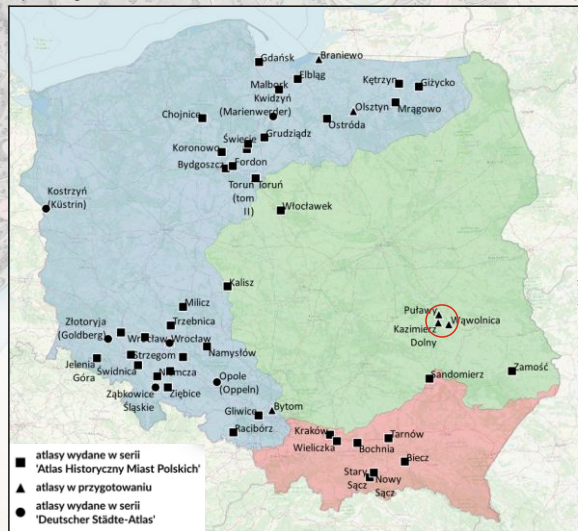 Gdańsk
Braniewo
Elbląg
Malbork
Kwidzyń
(Marienwerder)
Kętrzyn
Giżycko
Olsztyn
Mrągowo
Ostróda
Chojnice
Grudziądz
Świecie
Koronowo
Fordon
Bydgoszcz
Toruń Toruń
(tom
II)
Włocławek
Kostrzyń
(Küstrin)
Kalisz
Milicz
Trzebnica
Złotoryja
(Goldberg)
Wrocław Wrocław
Strzegom
Namysłów
Jelenia
Góra
Świdnica
Niemcza
Ząbkowice
Śląskie
Ziębice
Opole
(Oppeln)
Bytom
Gliwice
Racibórz
Puławy
Wąwolnica
Kazimierz
Dolny
Sandomierz
Zamość
Kraków
Wieliczka
Bochnia
Tarnów
Biecz
Stary
Sącz
Nowy
Sącz
atlasy wydane w serii
'Atlas Historyczny Miast Polskich'
atlasy w przygotowaniu
atlasy wydane w serii
'Deutscher Städte-Atlas'